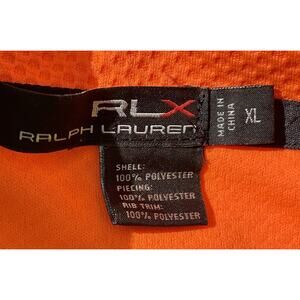 RLX
RALPH LAUREN
MADE IN
CHINA
XL
SHELL:
100% POLYESTER
PIECING:
100% POLYESTER
RIB TRIM:
100% POLYESTER